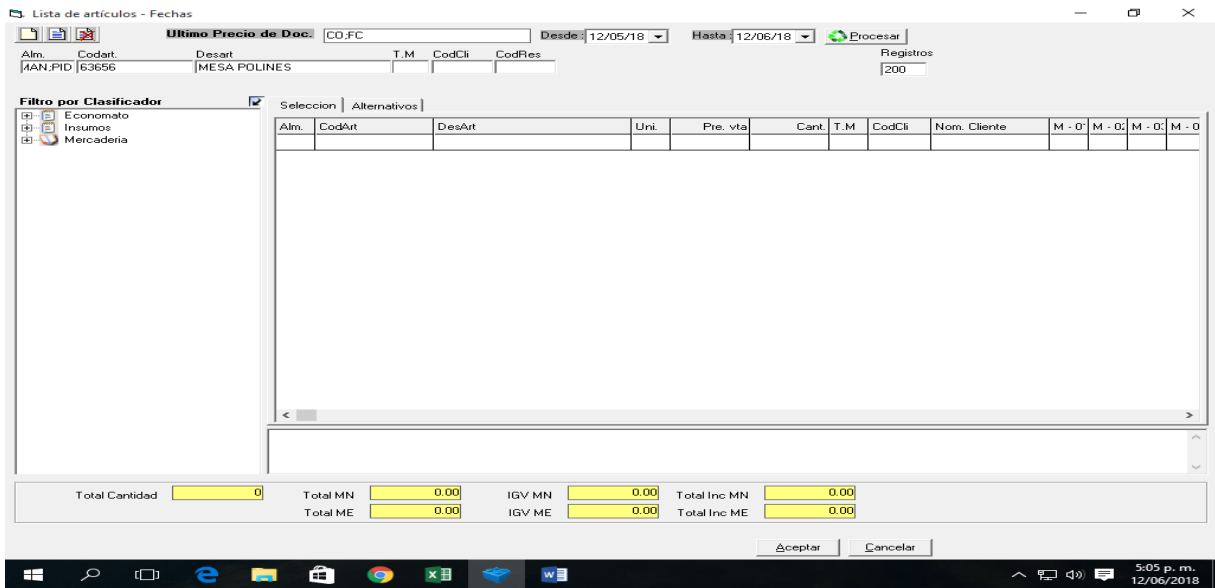 Lista de artículos - Fechas
Ultimo Precio de Doc. CO;FC Desde : 12/05/18 Hasta : 12/06/18 Procesar
Alm. Codart. Desart T.M CodCli CodRes Registros
MAN;PID 63656 MESA POLINES 200
Filtro por Clasificador Seleccion Alternativos
Economato
Insumos
Mercaderia
Alm. CodArt DesArt Uni. Pre. vta Cant. T.M CodCli Nom. Cliente M - 0 M - 02 M - 03 M - 0
Total Cantidad 0 Total MN 0.00 IGV MN 0.00 Total Inc MN 0.00
Total ME 0.00 IGV ME 0.00 Total Inc ME 0.00
Aceptar Cancelar
5:05 p. m.
12/06/2018